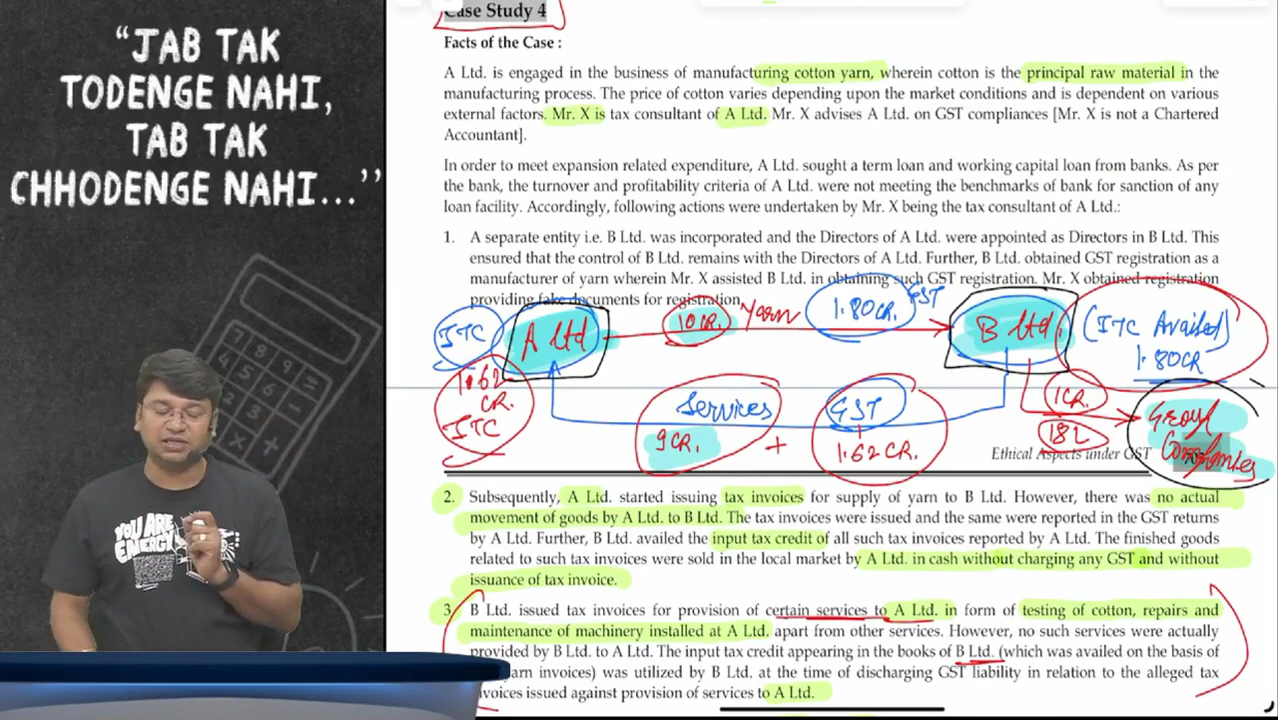 “JAB TAK
TODENGE NAHI,
TAB TAK
CHHODENGE NAHI...’’
YOU ARE
ENERGY
Case Study 4
Facts of the Case :
A Ltd. is engaged in the business of manufacturing cotton yarn, wherein cotton is the principal raw material in the
manufacturing process. The price of cotton varies depending upon the market conditions and is dependent on various
external factors. Mr. X is tax consultant of A Ltd. Mr. X advises A Ltd. on GST compliances [Mr. X is not a Chartered
Accountant].
In order to meet expansion related expenditure, A Ltd. sought a term loan and working capital loan from banks. As per
the bank, the turnover and profitability criteria of A Ltd. were not meeting the benchmarks of bank for sanction of any
loan facility. Accordingly, following actions were undertaken by Mr. X being the tax consultant of A Ltd.:
1. A separate entity i.e. B Ltd. was incorporated and the Directors of A Ltd. were appointed as Directors in B Ltd. This
ensured that the control of B Ltd. remains with the Directors of A Ltd. Further, B Ltd. obtained GST registration as a
manufacturer of yarn wherein Mr. X assisted B Ltd. in obtaining such GST registration. Mr. X obtained registration
providing fake documents for registration.
ITC A Ltd 10CR. Yarn 1.80CR. GST B Ltd. (ITC Availed)
1.80CR
1.62
CR.
ITC
Services GST
9CR. + 1.62CR.
1CR.
18L
Group
Companies
Ethical Aspects under GST
2. Subsequently, A Ltd. started issuing tax invoices for supply of yarn to B Ltd. However, there was no actual
movement of goods by A Ltd. to B Ltd. The tax invoices were issued and the same were reported in the GST returns
by A Ltd. Further, B Ltd. availed the input tax credit of all such tax invoices reported by A Ltd. The finished goods
related to such tax invoices were sold in the local market by A Ltd. in cash without charging any GST and without
issuance of tax invoice.
3. B Ltd. issued tax invoices for provision of certain services to A Ltd. in form of testing of cotton, repairs and
maintenance of machinery installed at A Ltd. apart from other services. However, no such services were actually
provided by B Ltd. to A Ltd. The input tax credit appearing in the books of B Ltd. (which was availed on the basis of
arn invoices) was utilized by B Ltd. at the time of discharging GST liability in relation to the alleged tax
nvoices issued against provision of services to A Ltd.